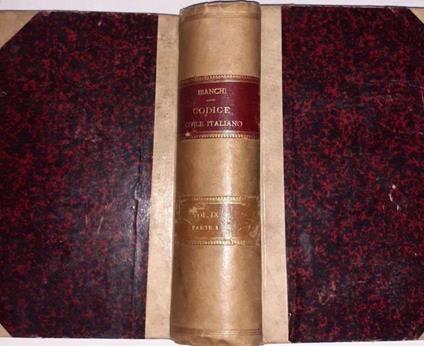 BIANCHI
CODICE
CIVILE ITALIANO
VOL. IX
PARTE I